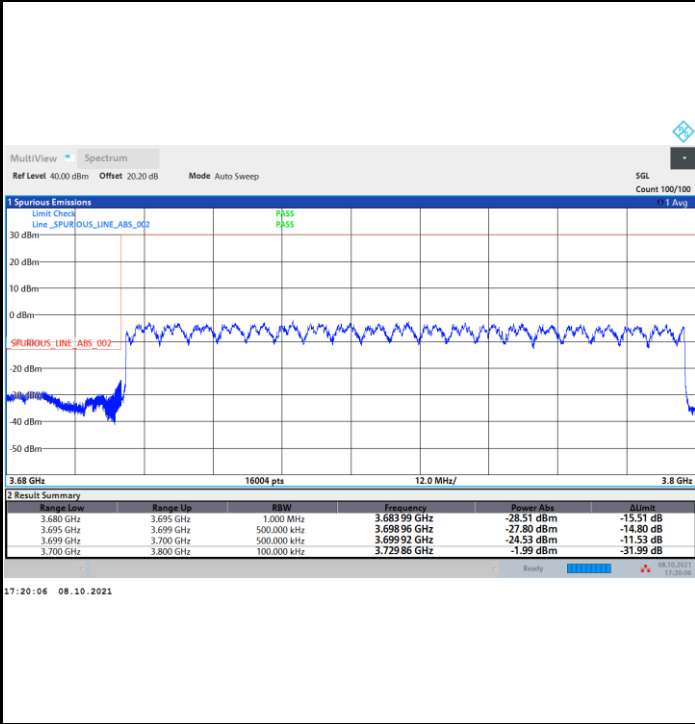 MultiView Spectrum
Ref Level 40.00 dBm Offset 20.20 dB Mode Auto Sweep SGL
Count 100/100
1 Spurious Emissions 1 Avg
Limit Check PASS
Line _SPURIOUS_LINE_ABS_002 PASS
30 dBm
20 dBm
10 dBm
0 dBm
_SPURIOUS_LINE_ABS_002
-20 dBm
-30 dBm
-40 dBm
-50 dBm
3.68 GHz 16004 pts 12.0 MHz/ 3.8 GHz
2 Result Summary
Range Low Range Up RBW Frequency Power Abs ΔLimit
3.680 GHz 3.695 GHz 1.000 MHz 3.683 99 GHz -28.51 dBm -15.51 dB
3.695 GHz 3.699 GHz 500.000 kHz 3.698 96 GHz -27.80 dBm -14.80 dB
3.699 GHz 3.700 GHz 500.000 kHz 3.699 92 GHz -24.53 dBm -11.53 dB
3.700 GHz 3.800 GHz 100.000 kHz 3.729 86 GHz -1.99 dBm -31.99 dB
Ready 08.10.2021
17:20:06
17:20:06 08.10.2021